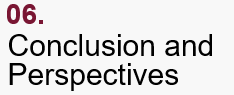 06.
Conclusion and
Perspectives